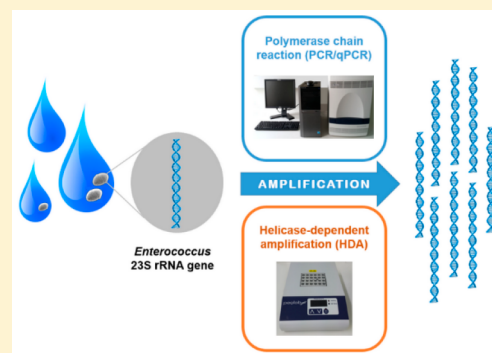 Polymerase chain
reaction (PCR/qPCR)
AMPLIFICATION
Enterococcus
23S rRNA gene
Helicase-dependent
amplification (HDA)